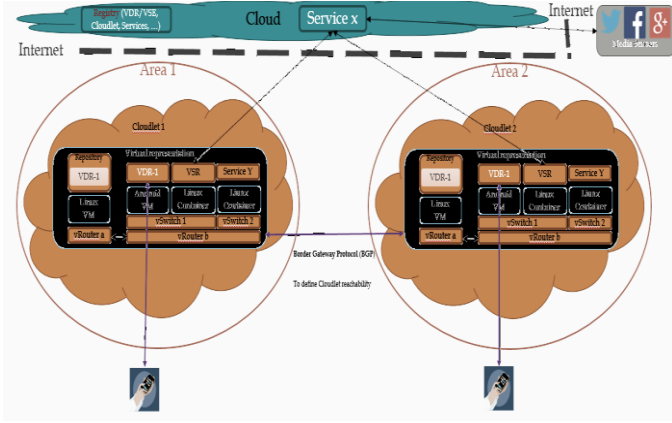 Registry (VDR/VSE,
Cloudlet, Services, ...)
Cloud
Service x
Internet
Internet
Media Servers
Area 1
Area 2
Cloudlet 1
Virtual representation
Repository
VDR-1
VDR-1
VSR
Service Y
Linux
VM
Android
VM
Linux
Container
Linux
Container
vSwitch 1
vSwitch 2
vRouter a
vRouter b
Cloudlet 2
Virtual representation
Repository
VDR-1
VDR-1
VSR
Service Y
Linux
VM
Android
VM
Linux
Container
Linux
Container
vSwitch 1
vSwitch 2
vRouter a
vRouter b
Border Gateway Protocol (BGP)
To define Cloudlet reachability